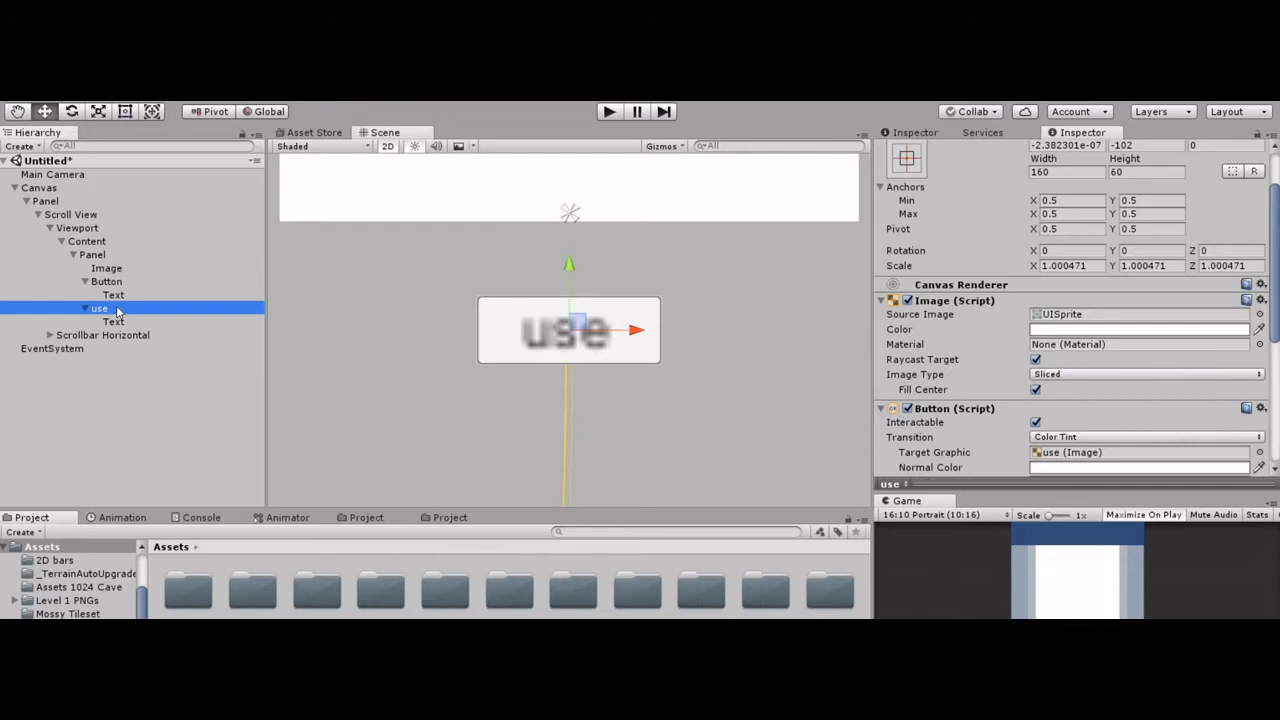 Pivot Global Collab Account Layers Layout
Hierarchy Asset Store Scene Inspector Services Inspector
Create All Shaded 2D Gizmos All
-2.382301e-07 -102 0
Untitled*
Width Height
Main Camera
160 60 R
Canvas
Anchors
Panel
Min X 0.5 Y 0.5
Scroll View
Max X 0.5 Y 0.5
Viewport
Pivot X 0.5 Y 0.5
Content
Rotation X 0 Y 0 Z 0
Panel
Scale X 1.000471 Y 1.000471 Z 1.000471
Image
Button
Canvas Renderer
Text
Image (Script)
use
Source Image UISprite
Text
Color
use
Scrollbar Horizontal
Material None (Material)
EventSystem
Raycast Target
Image Type Sliced
Fill Center
Button (Script)
Interactable
Transition Color Tint
Target Graphic use (Image)
Normal Color
use
Game
Project Animation Console Animator Project Project
16:10 Portrait (10:16) Scale 1x Maximize On Play Mute Audio Stats
Create
Assets Assets
2D bars
_TerrainAutoUpgrade
Assets 1024 Cave
Level 1 PNGs
Mossy Tileset